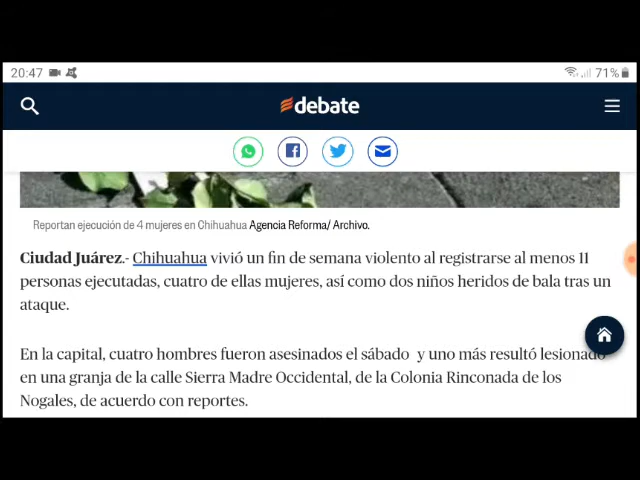 20:47
71%
debate
Reportan ejecución de 4 mujeres en Chihuahua Agencia Reforma/ Archivo.
Ciudad Juárez.- Chihuahua vivió un fin de semana violento al registrarse al menos 11
personas ejecutadas, cuatro de ellas mujeres, así como dos niños heridos de bala tras un
ataque.
En la capital, cuatro hombres fueron asesinados el sábado y uno más resultó lesionado
en una granja de la calle Sierra Madre Occidental, de la Colonia Rinconada de los
Nogales, de acuerdo con reportes.